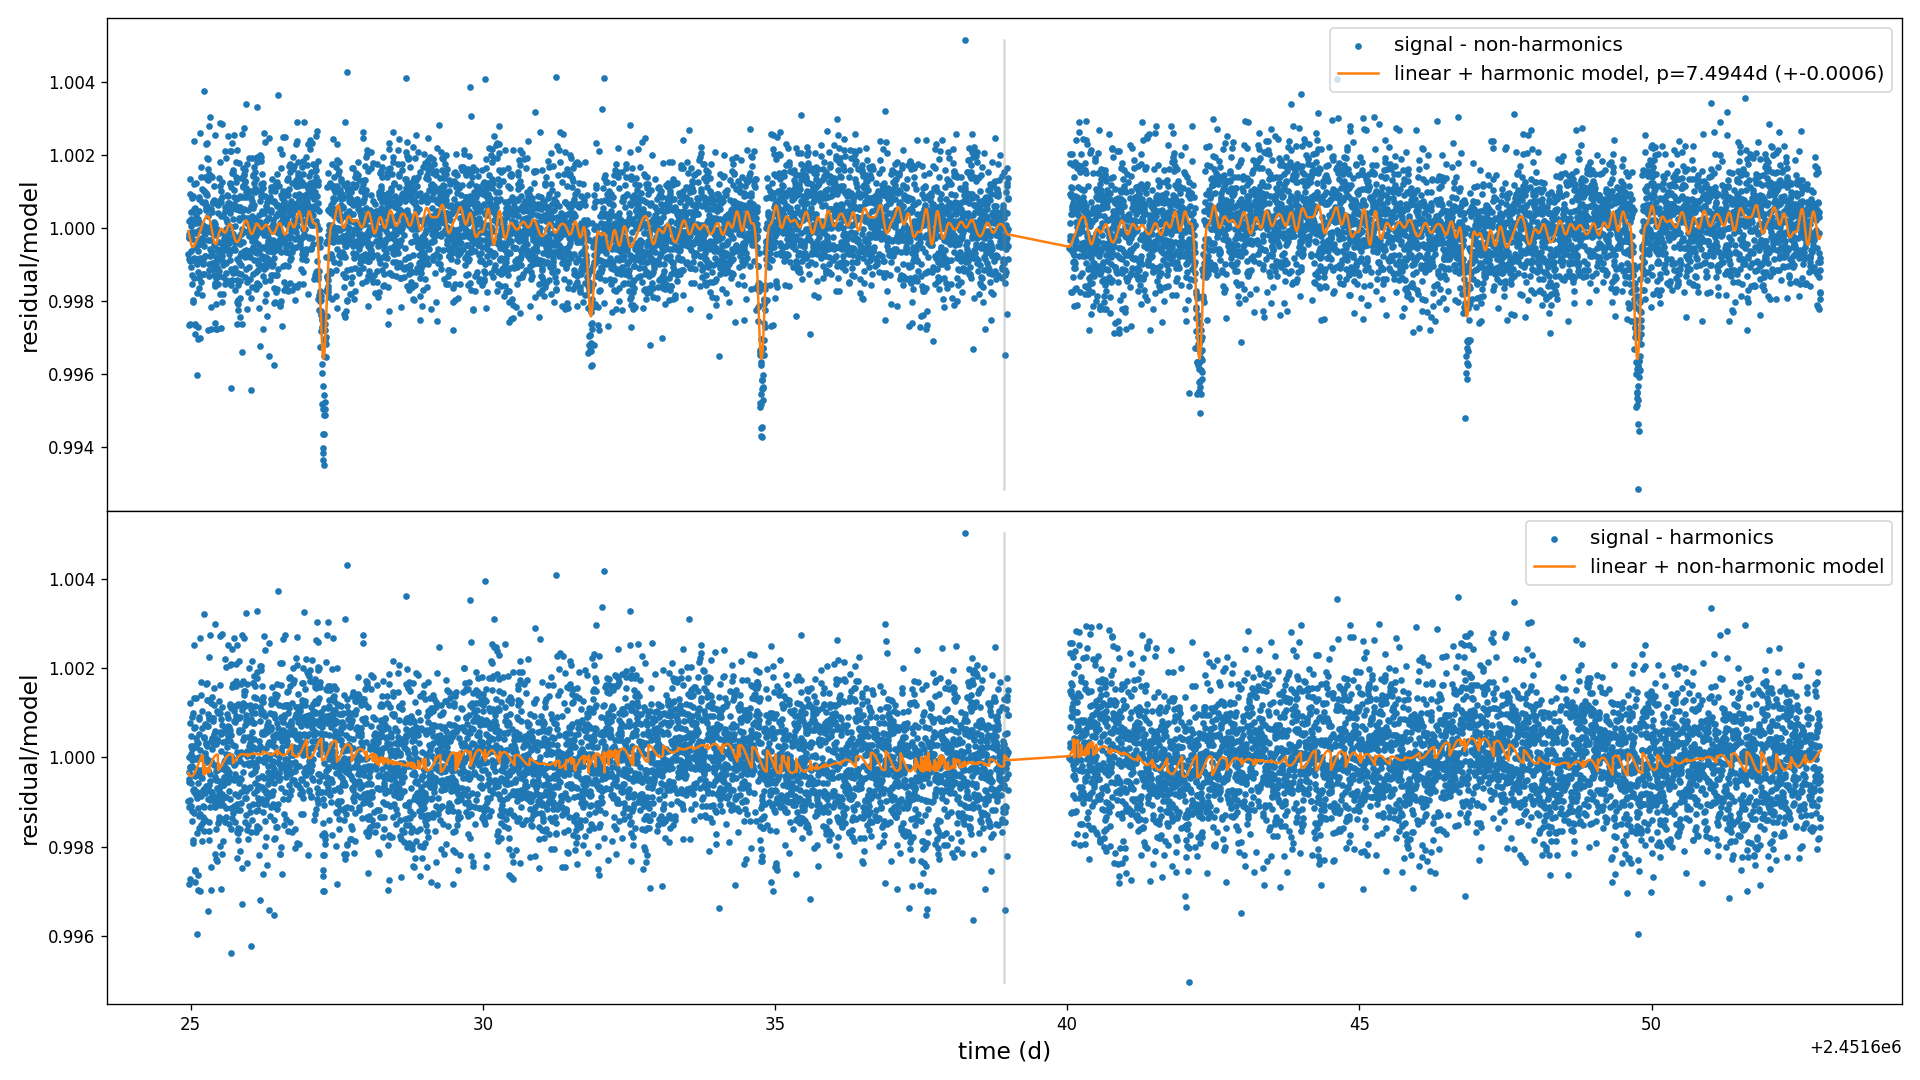 signal - non-harmonics
linear + harmonic model, p=7.4944d (+-0.0006)
1.004
1.002
1.000
0.998
0.996
0.994
residual/model
signal - harmonics
linear + non-harmonic model
1.004
1.002
1.000
0.998
0.996
residual/model
25 30 35 40 45 50
time (d)
+2.4516e6